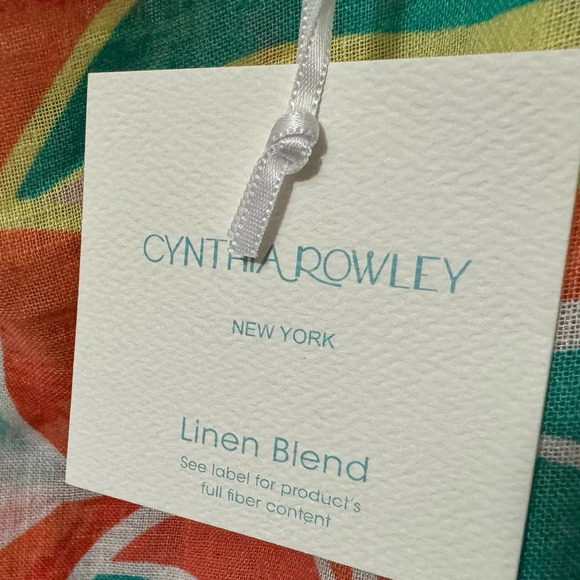 CYNTHIA ROWLEY
NEW YORK
Linen Blend
See label for product's
full fiber content